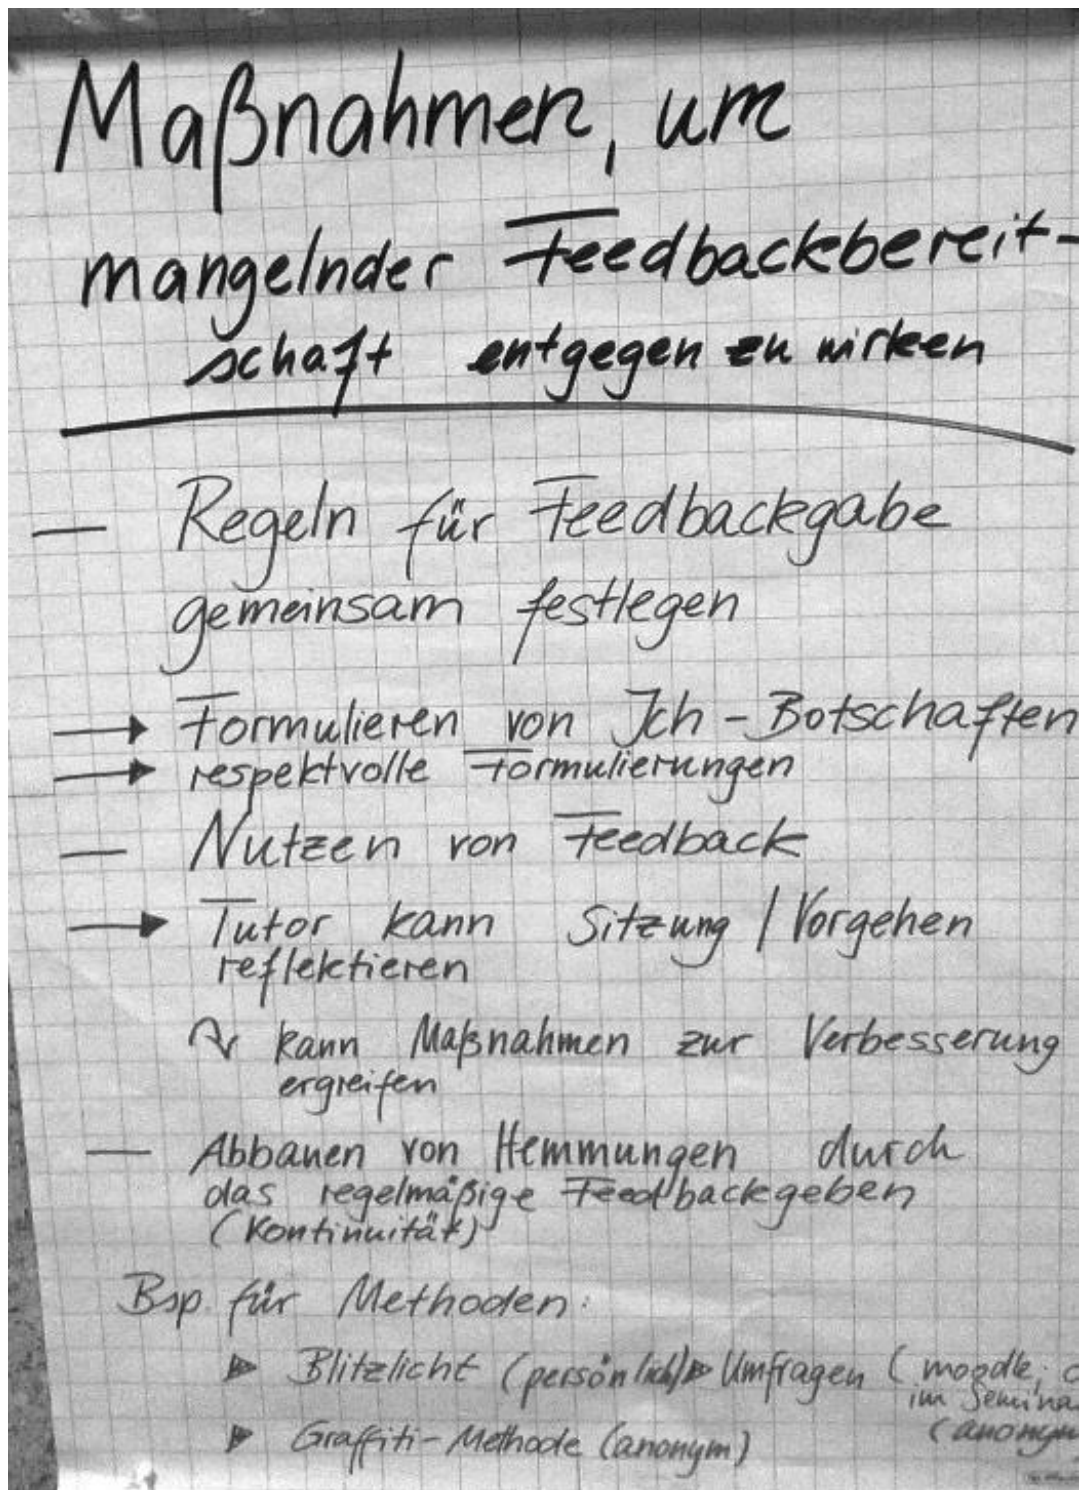 Maßnahmen, um
mangelnder Feedbackbereit-
schaft entgegen zu wirken
— Regeln für Feedbackgabe
gemeinsam festlegen
→ Formulieren von Ich - Botschaften
→ respektvolle Formulierungen
— Nutzen von Feedback
→ Tutor kann Sitzung / Vorgehen
reflektieren
↷ kann Maßnahmen zur Verbesserung
ergreifen
— Abbauen von Hemmungen durch
das regelmäßige Feedbackgeben
(Kontinuität)
Bsp. für Methoden:
▶ Blitzlicht (persönlich) ▶ Umfragen (moodle;
im
▶ Graffiti-Methode (anonym)